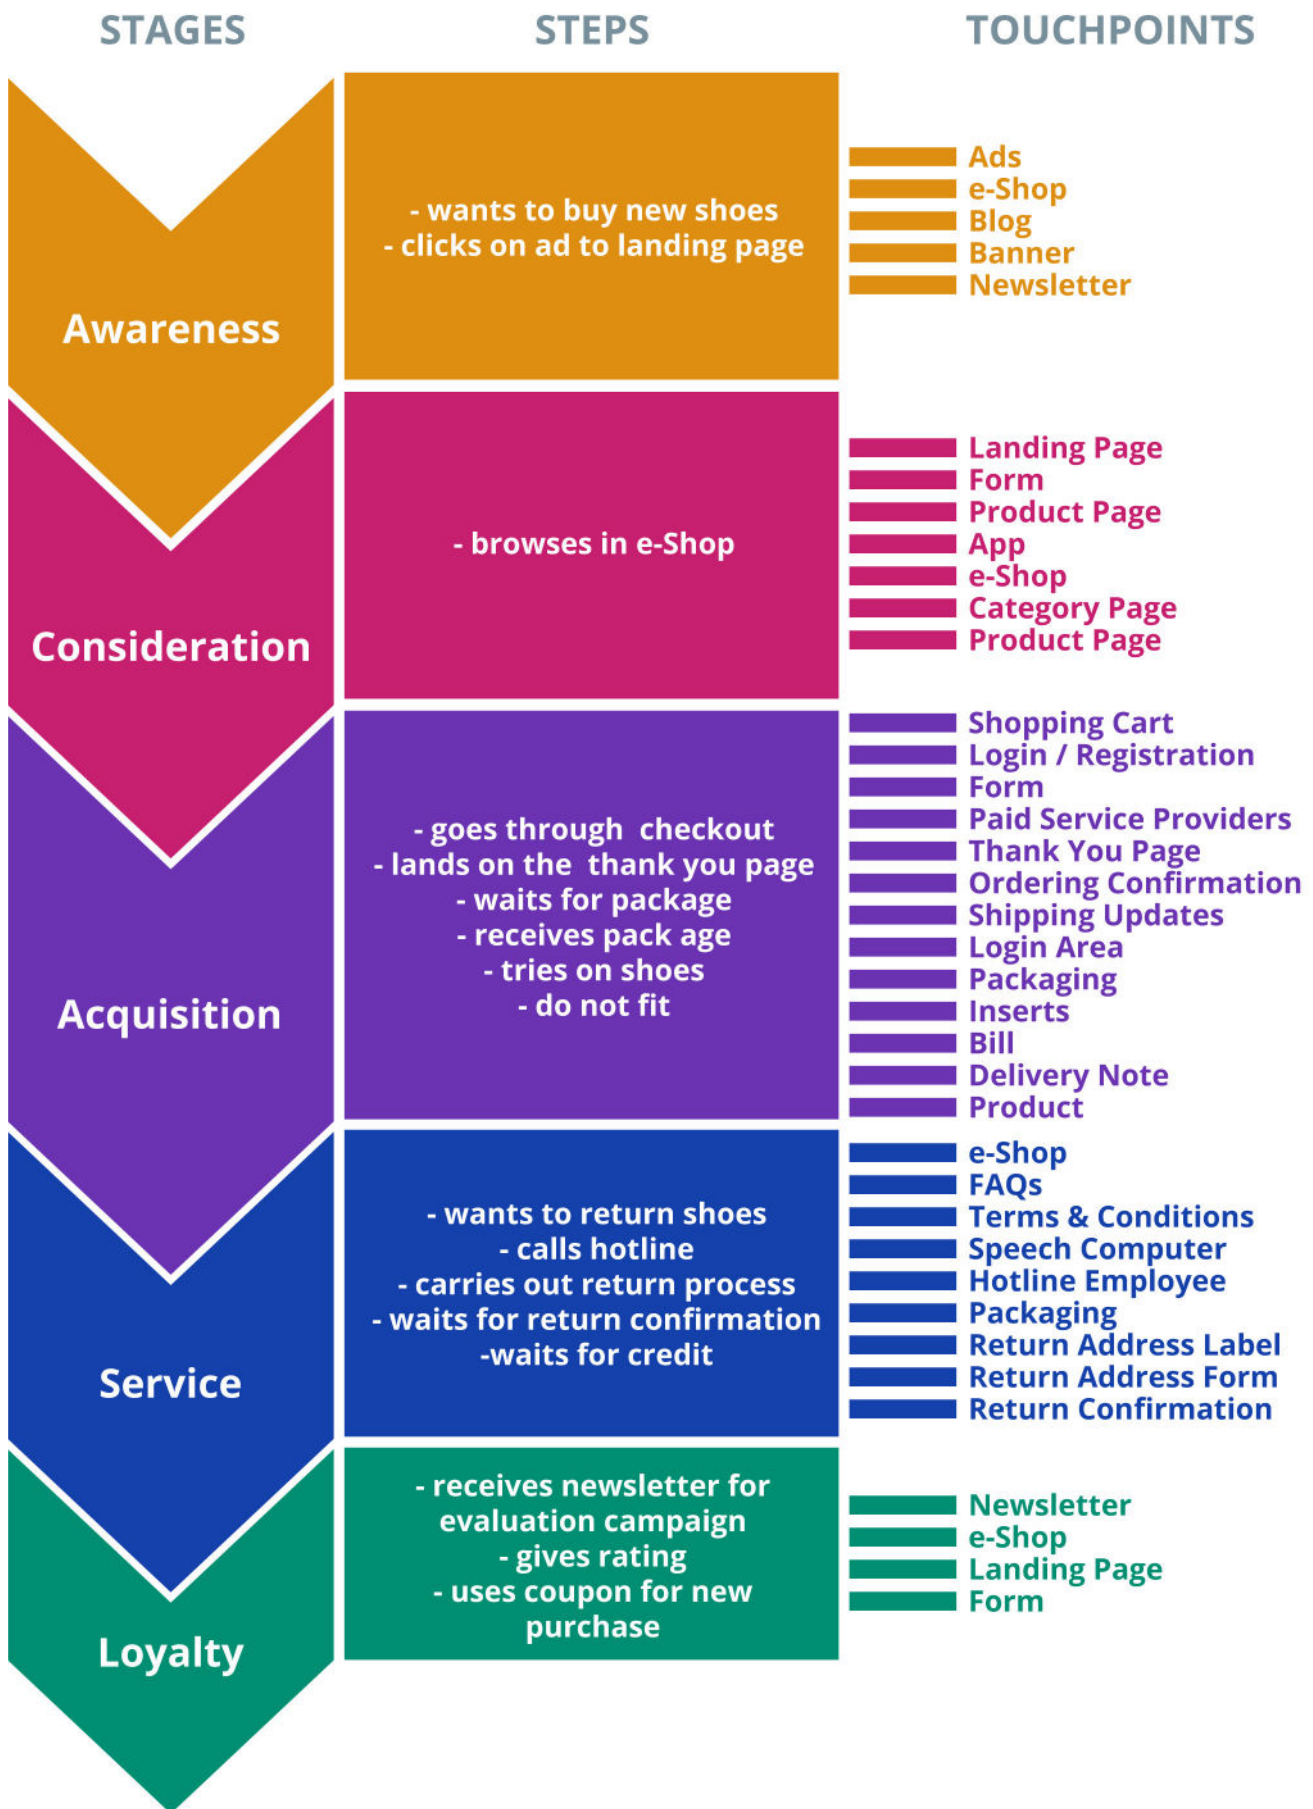 STAGES
STEPS
TOUCHPOINTS
Awareness
- wants to buy new shoes
- clicks on ad to landing page
Ads
e-Shop
Blog
Banner
Newsletter
Consideration
- browses in e-Shop
Landing Page
Form
Product Page
App
e-Shop
Category Page
Product Page
Acquisition
- goes through  checkout
- lands on the  thank you page
- waits for package
- receives pack age
- tries on shoes
- do not fit
Shopping Cart
Login / Registration
Form
Paid Service Providers
Thank You Page
Ordering Confirmation
Shipping Updates
Login Area
Packaging
Inserts
Bill
Delivery Note
Product
Service
- wants to return shoes
- calls hotline
- carries out return process
- waits for return confirmation
-waits for credit
e-Shop
FAQs
Terms & Conditions
Speech Computer
Hotline Employee
Packaging
Return Address Label
Return Address Form
Return Confirmation
Loyalty
- receives newsletter for
evaluation campaign
- gives rating
- uses coupon for new
purchase
Newsletter
e-Shop
Landing Page
Form